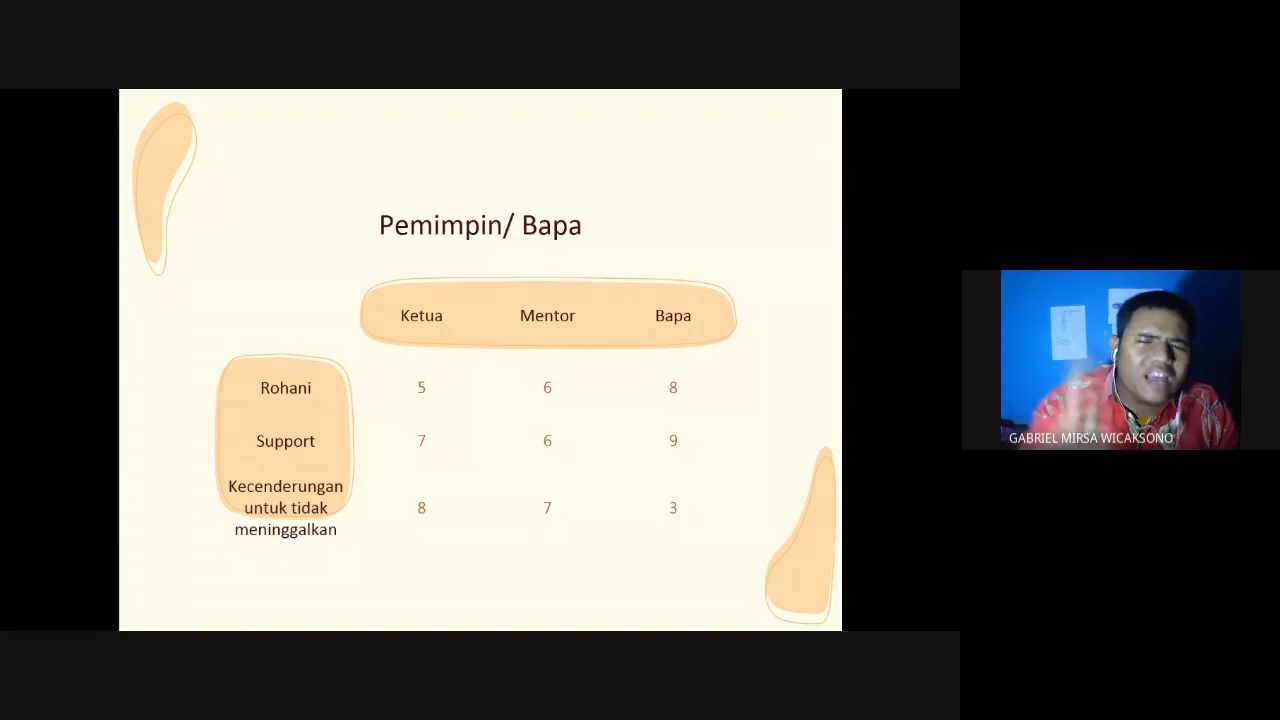 Pemimpin/ Bapa
Ketua Mentor Bapa
Rohani 5 6 8
Support 7 6 9
Kecenderungan
untuk tidak 8 7 3
meninggalkan
GABRIEL MIRSA WICAKSONO